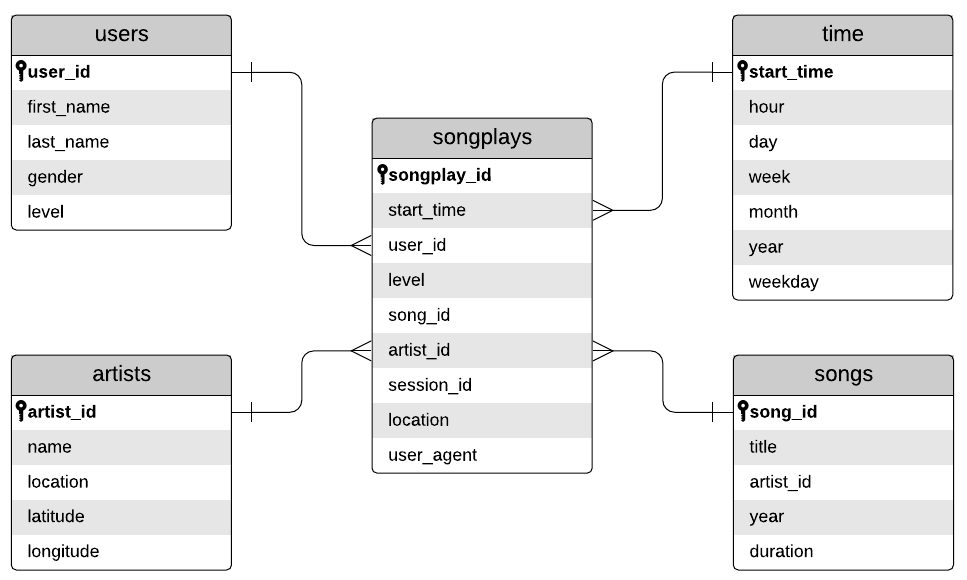 users
user_id
first_name
last_name
gender
level
time
start_time
hour
day
week
month
year
weekday
songplays
songplay_id
start_time
user_id
level
song_id
artist_id
session_id
location
user_agent
artists
artist_id
name
location
latitude
longitude
songs
song_id
title
artist_id
year
duration